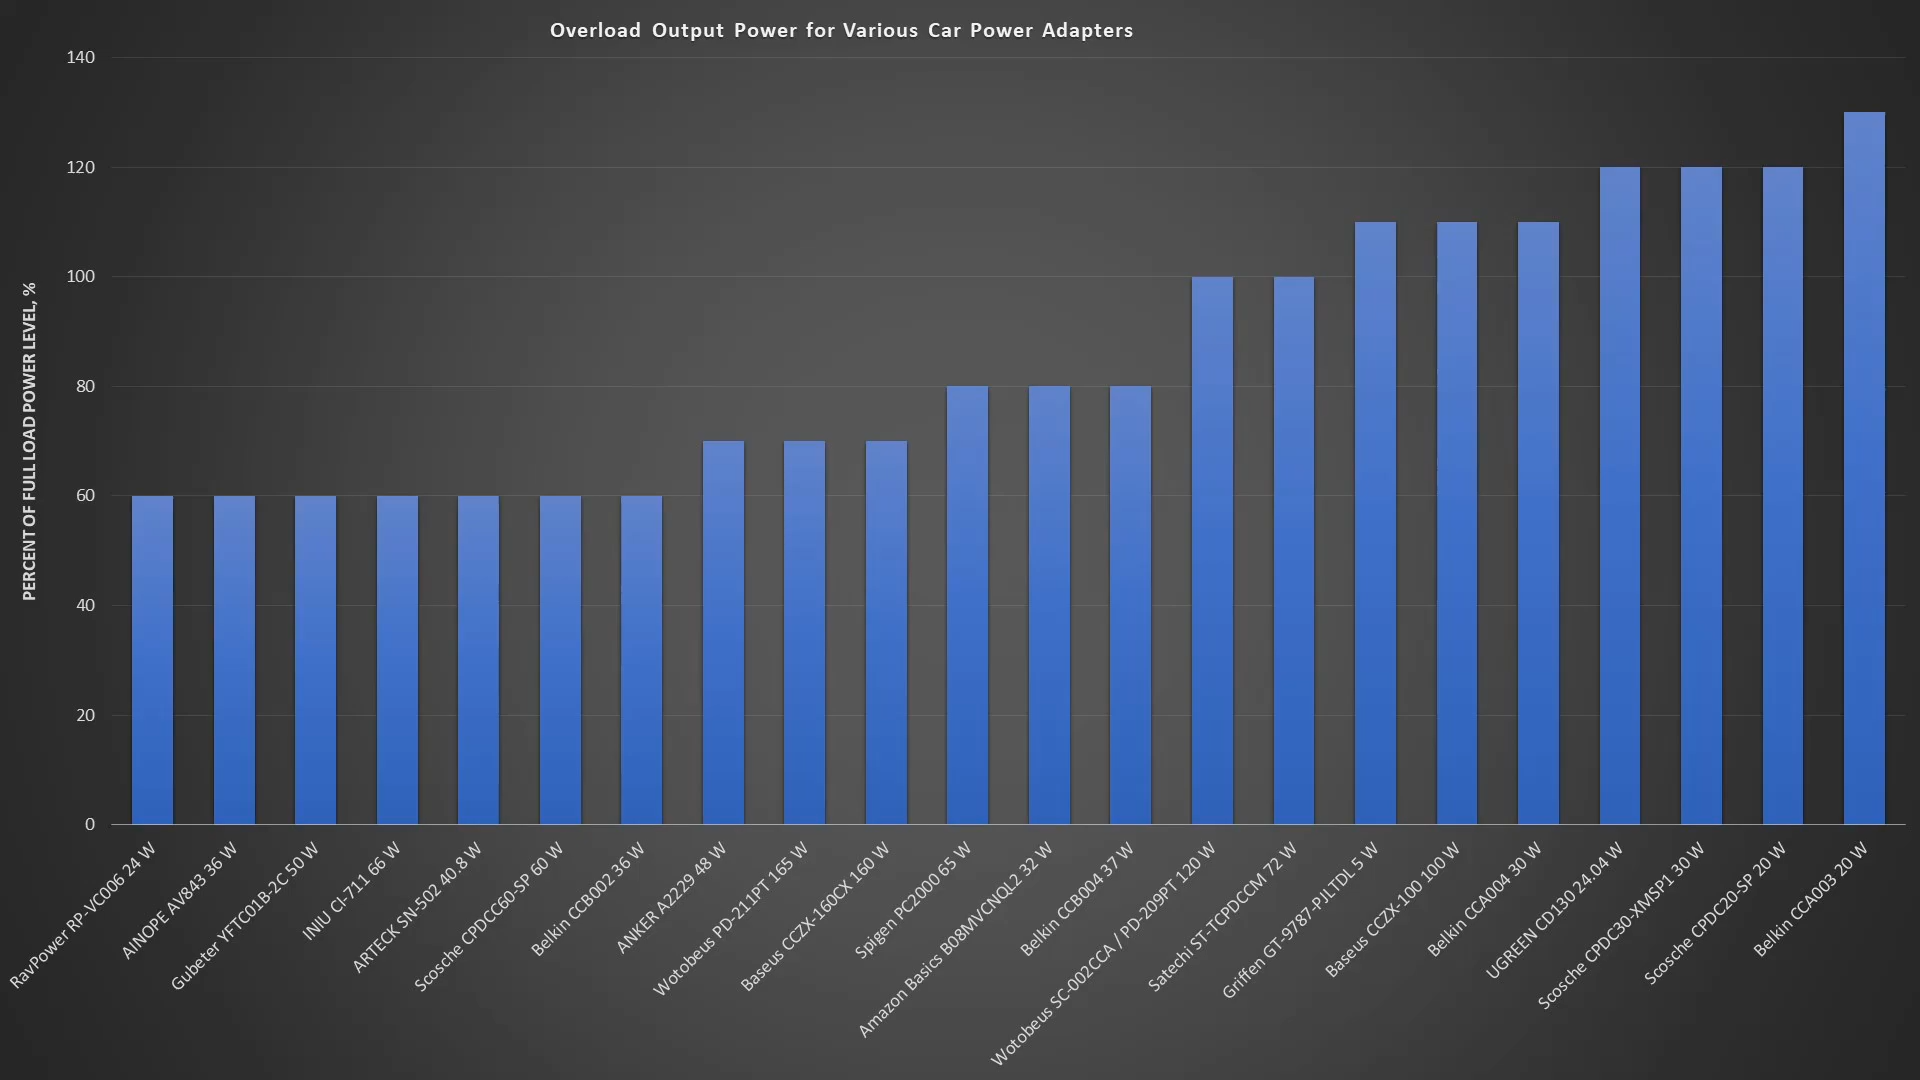 Overload Output Power for Various Car Power Adapters
PERCENT OF FULL LOAD POWER LEVEL, %
140
120
100
80
60
40
20
0
RavPower RP-VC006 24 W
AINOPE AV843 36 W
Gubeter YFTC01B-2C 50 W
INIU CI-711 66 W
ARTECK SN-502 40.8 W
Scosche CPDCC60-SP 60 W
Belkin CCB002 36 W
ANKER A2229 48 W
Wotobeus PD-211PT 165 W
Baseus CCZX-160CX 160 W
Spigen PC2000 65 W
Amazon Basics B08MVCNQL2 32 W
Belkin CCB004 37 W
Wotobeus SC-002CCA / PD-209PT 120 W
Satechi ST-TCPDCCM 72 W
Griffen GT-9787-PJLTDL 5 W
Baseus CCZX-100 100 W
Belkin CCA004 30 W
UGREEN CD130 24.04 W
Scosche CPDC30-XMSP1 30 W
Scosche CPDC20-SP 20 W
Belkin CCA003 20 W